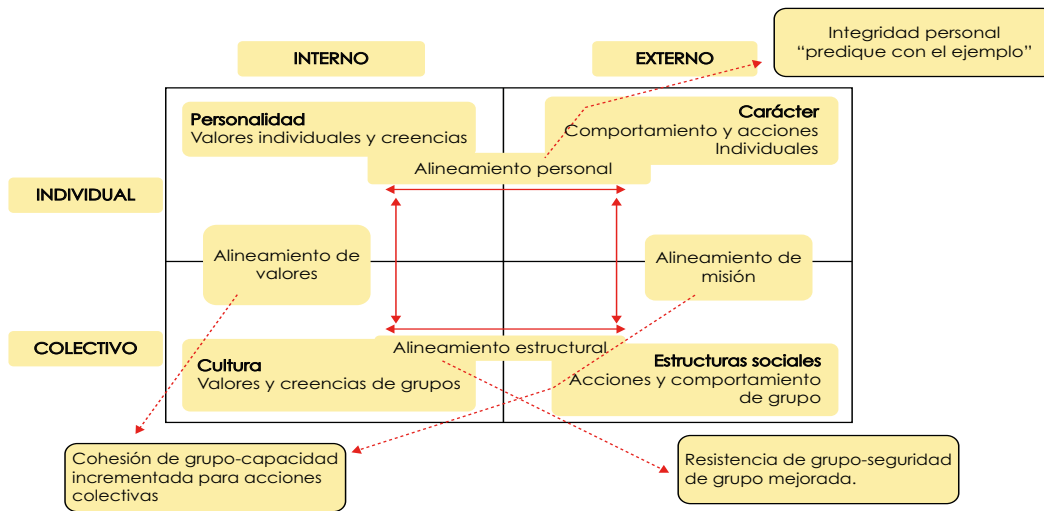 Integridad personal
“predique con el ejemplo”
INTERNO
EXTERNO
Personalidad
Valores individuales y creencias
Carácter
Comportamiento y acciones
Individuales
Alineamiento personal
INDIVIDUAL
Alineamiento de
valores
Alineamiento de
misión
COLECTIVO
Alineamiento estructural
Cultura
Valores y creencias de grupos
Estructuras sociales
Acciones y comportamiento
de grupo
Cohesión de grupo-capacidad
incrementada para acciones
colectivas
Resistencia de grupo-seguridad
de grupo mejorada.